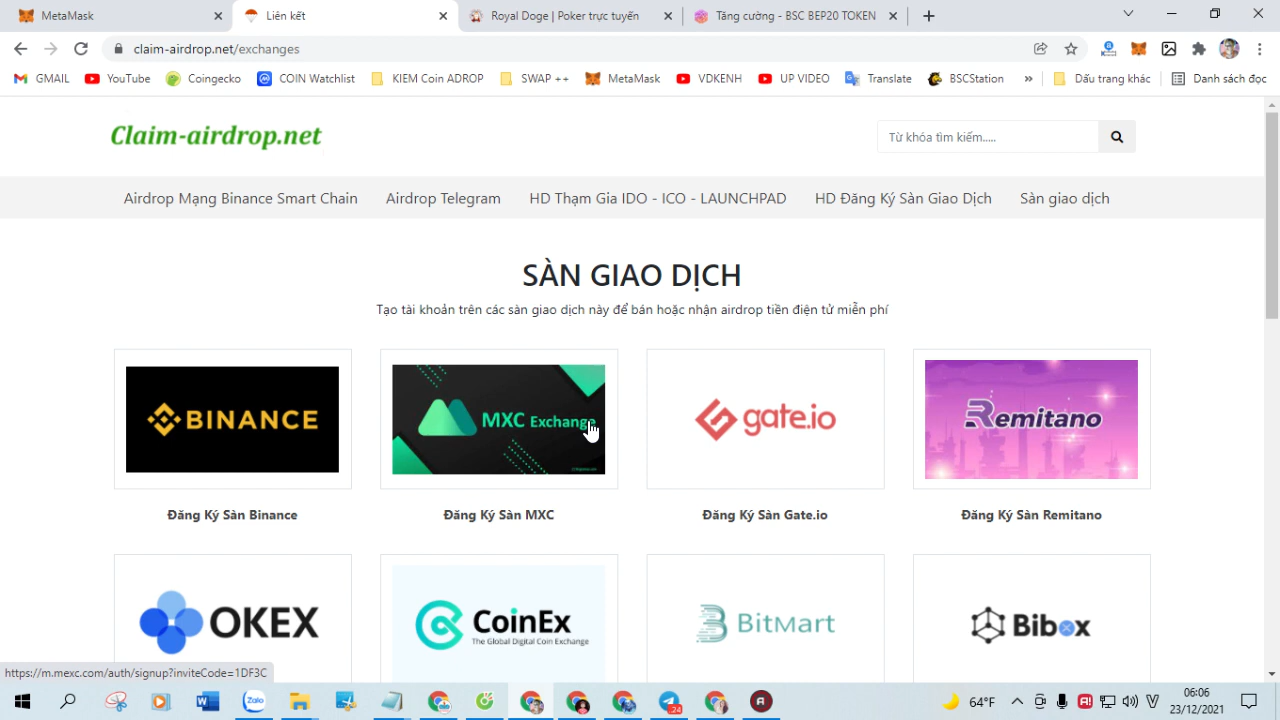 MetaMask
Liên kết
Royal Doge | Poker trực tuyến
Tăng cường - BSC BEP20 TOKEN
claim-airdrop.net/exchanges
GMAIL
YouTube
Coingecko
COIN Watchlist
KIEM Coin ADROP
SWAP ++
MetaMask
VDKENH
UP VIDEO
Translate
BSCStation
»
Dấu trang khác
Danh sách đọc
Claim-airdrop.net
Từ khóa tìm kiếm.....
Airdrop Mạng Binance Smart Chain
Airdrop Telegram
HD Thạm Gia IDO - ICO - LAUNCHPAD
HD Đăng Ký Sàn Giao Dịch
Sàn giao dịch
SÀN GIAO DỊCH
Tạo tài khoản trên các sàn giao dịch này để bán hoặc nhận airdrop tiền điện tử miễn phí
BINANCE
MXC Exchange
gate.io
Remitano
Đăng Ký Sàn Binance
Đăng Ký Sàn MXC
Đăng Ký Sàn Gate.io
Đăng Ký Sàn Remitano
OKEX
CoinEx
The Global Digital Coin Exchange
BitMart
Bibox
https://m.mexc.com/auth/signup?inviteCode=1DF3C
Zalo
24
64°F
06:06
23/12/2021